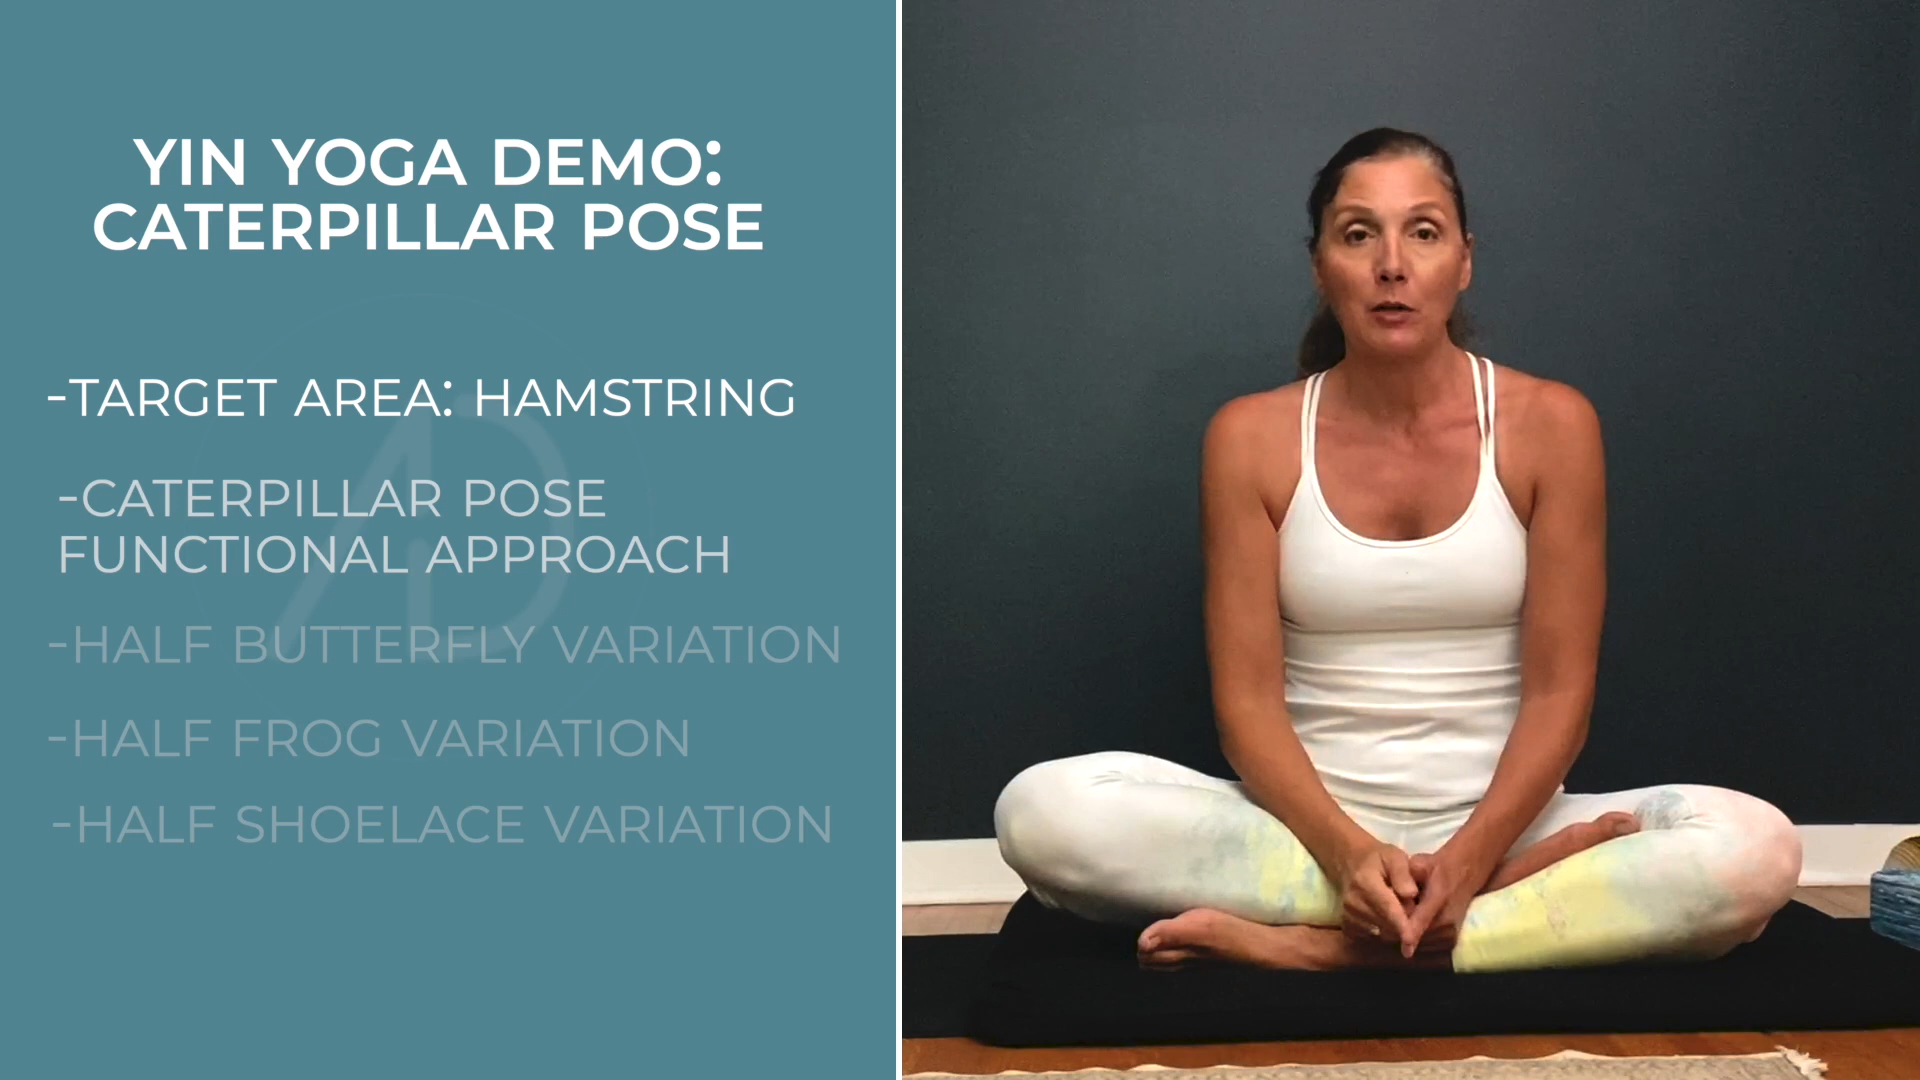 YIN YOGA DEMO:
CATERPILLAR POSE
-TARGET AREA: HAMSTRING
-CATERPILLAR POSE
FUNCTIONAL APPROACH
-HALF BUTTERFLY VARIATION
-HALF FROG VARIATION
-HALF SHOELACE VARIATION